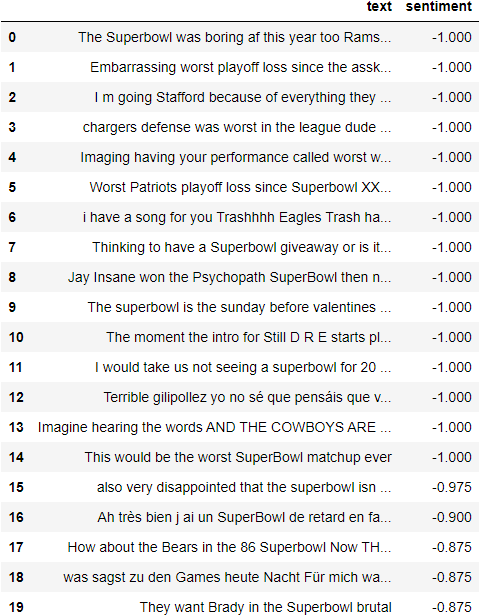 text sentiment
0 The Superbowl was boring af this year too Rams... -1.000
1 Embarrassing worst playoff loss since the assk... -1.000
2 I m going Stafford because of everything they ... -1.000
3 chargers defense was worst in the league dude ... -1.000
4 Imaging having your performance called worst w... -1.000
5 Worst Patriots playoff loss since Superbowl XX... -1.000
6 i have a song for you Trashhhh Eagles Trash ha... -1.000
7 Thinking to have a Superbowl giveaway or is it... -1.000
8 Jay Insane won the Psychopath SuperBowl then n... -1.000
9 The superbowl is the sunday before valentines ... -1.000
10 The moment the intro for Still D R E starts pl... -1.000
11 I would take us not seeing a superbowl for 20 ... -1.000
12 Terrible gilipollez yo no sé que pensáis que v... -1.000
13 Imagine hearing the words AND THE COWBOYS ARE ... -1.000
14 This would be the worst SuperBowl matchup ever -1.000
15 also very disappointed that the superbowl isn ... -0.975
16 Ah très bien j ai un SuperBowl de retard en fa... -0.900
17 How about the Bears in the 86 Superbowl Now TH... -0.875
18 was sagst zu den Games heute Nacht Für mich wa... -0.875
19 They want Brady in the Superbowl brutal -0.875